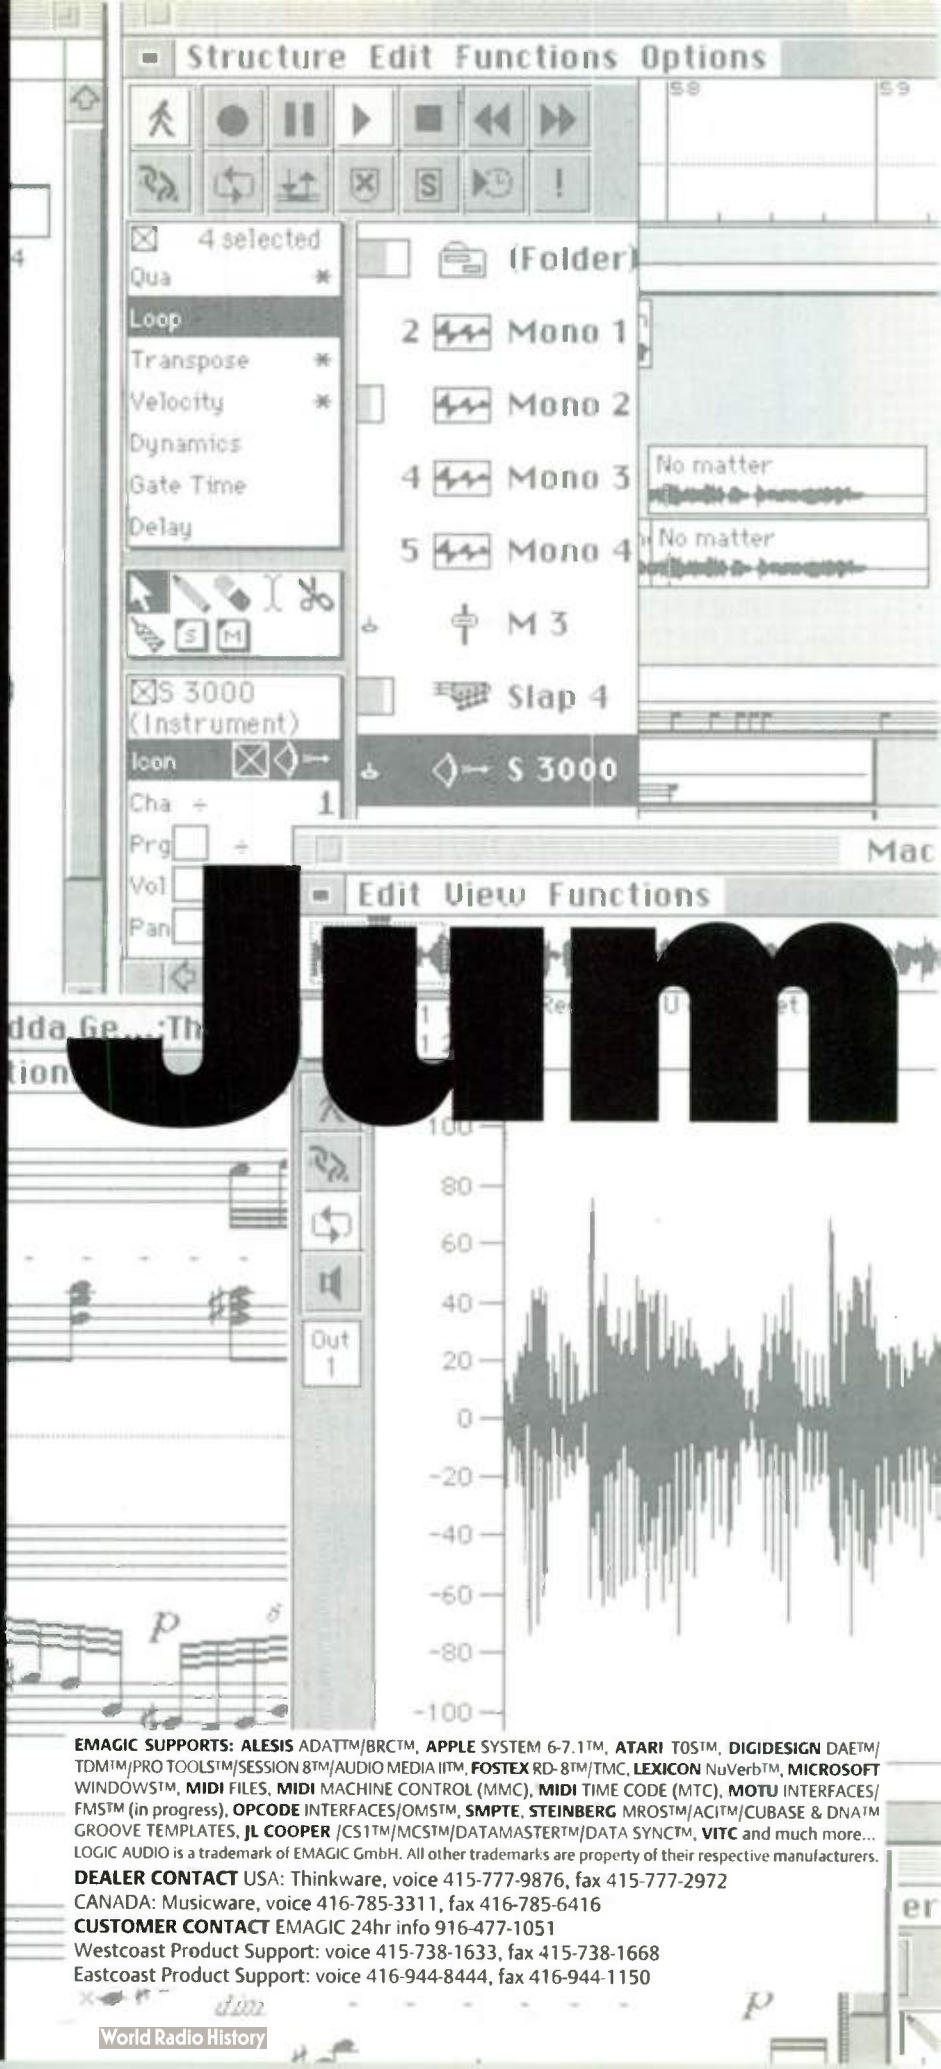 Structure Edit Functions Options
58 59
4 selected
Qua *
Loop
Transpose *
Velocity *
Dynamics
Gate Time
Delay
S M
S 3000
(Instrument)
Icon
Cha ÷ 1
Prg ÷
Vol
Pan
4
(Folder)
2 Mono 1
Mono 2
4 Mono 3
5 Mono 4
M 3
Slap 4
S 3000
No matter
No matter
Mac
Edit View Functions
Jum
dda Ge...:Th
tion
Out
1
100
80
60
40
20
0
-20
-40
-60
-80
-100
p
EMAGIC SUPPORTS: ALESIS ADAT™/BRC™, APPLE SYSTEM 6-7.1™, ATARI TOS™, DIGIDESIGN DAE™/
TDM™/PRO TOOLS™/SESSION 8™/AUDIO MEDIA II™, FOSTEX RD-8™/TMC, LEXICON NuVerb™, MICROSOFT
WINDOWS™, MIDI FILES, MIDI MACHINE CONTROL (MMC), MIDI TIME CODE (MTC), MOTU INTERFACES/
FMS™ (in progress), OPCODE INTERFACES/OMS™, SMPTE, STEINBERG MROS™/ACI™/CUBASE & DNA™
GROOVE TEMPLATES, JL COOPER /CS1™/MCS™/DATAMASTER™/DATA SYNC™, VITC and much more...
LOGIC AUDIO is a trademark of EMAGIC GmbH. All other trademarks are property of their respective manufacturers.
DEALER CONTACT USA: Thinkware, voice 415-777-9876, fax 415-777-2972
CANADA: Musicware, voice 416-785-3311, fax 416-785-6416
CUSTOMER CONTACT EMAGIC 24hr info 916-477-1051
Westcoast Product Support: voice 415-738-1633, fax 415-738-1668
Eastcoast Product Support: voice 416-944-8444, fax 416-944-1150
er
dim p
World Radio History